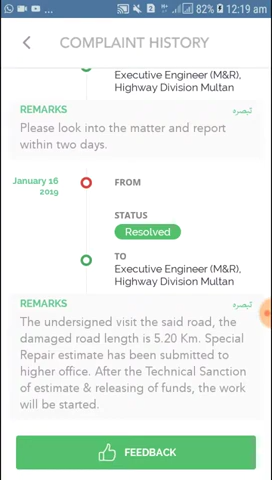 82% 12:19 am
COMPLAINT HISTORY
Executive Engineer (M&R),
Highway Division Multan
REMARKS تبصرہ
Please look into the matter and report
within two days.
January 16
2019
FROM
STATUS
Resolved
TO
Executive Engineer (M&R),
Highway Division Multan
REMARKS تبصرہ
The undersigned visit the said road, the
damaged road length is 5.20 Km. Special
Repair estimate has been submitted to
higher office. After the Technical Sanction
of estimate & releasing of funds, the work
will be started.
FEEDBACK